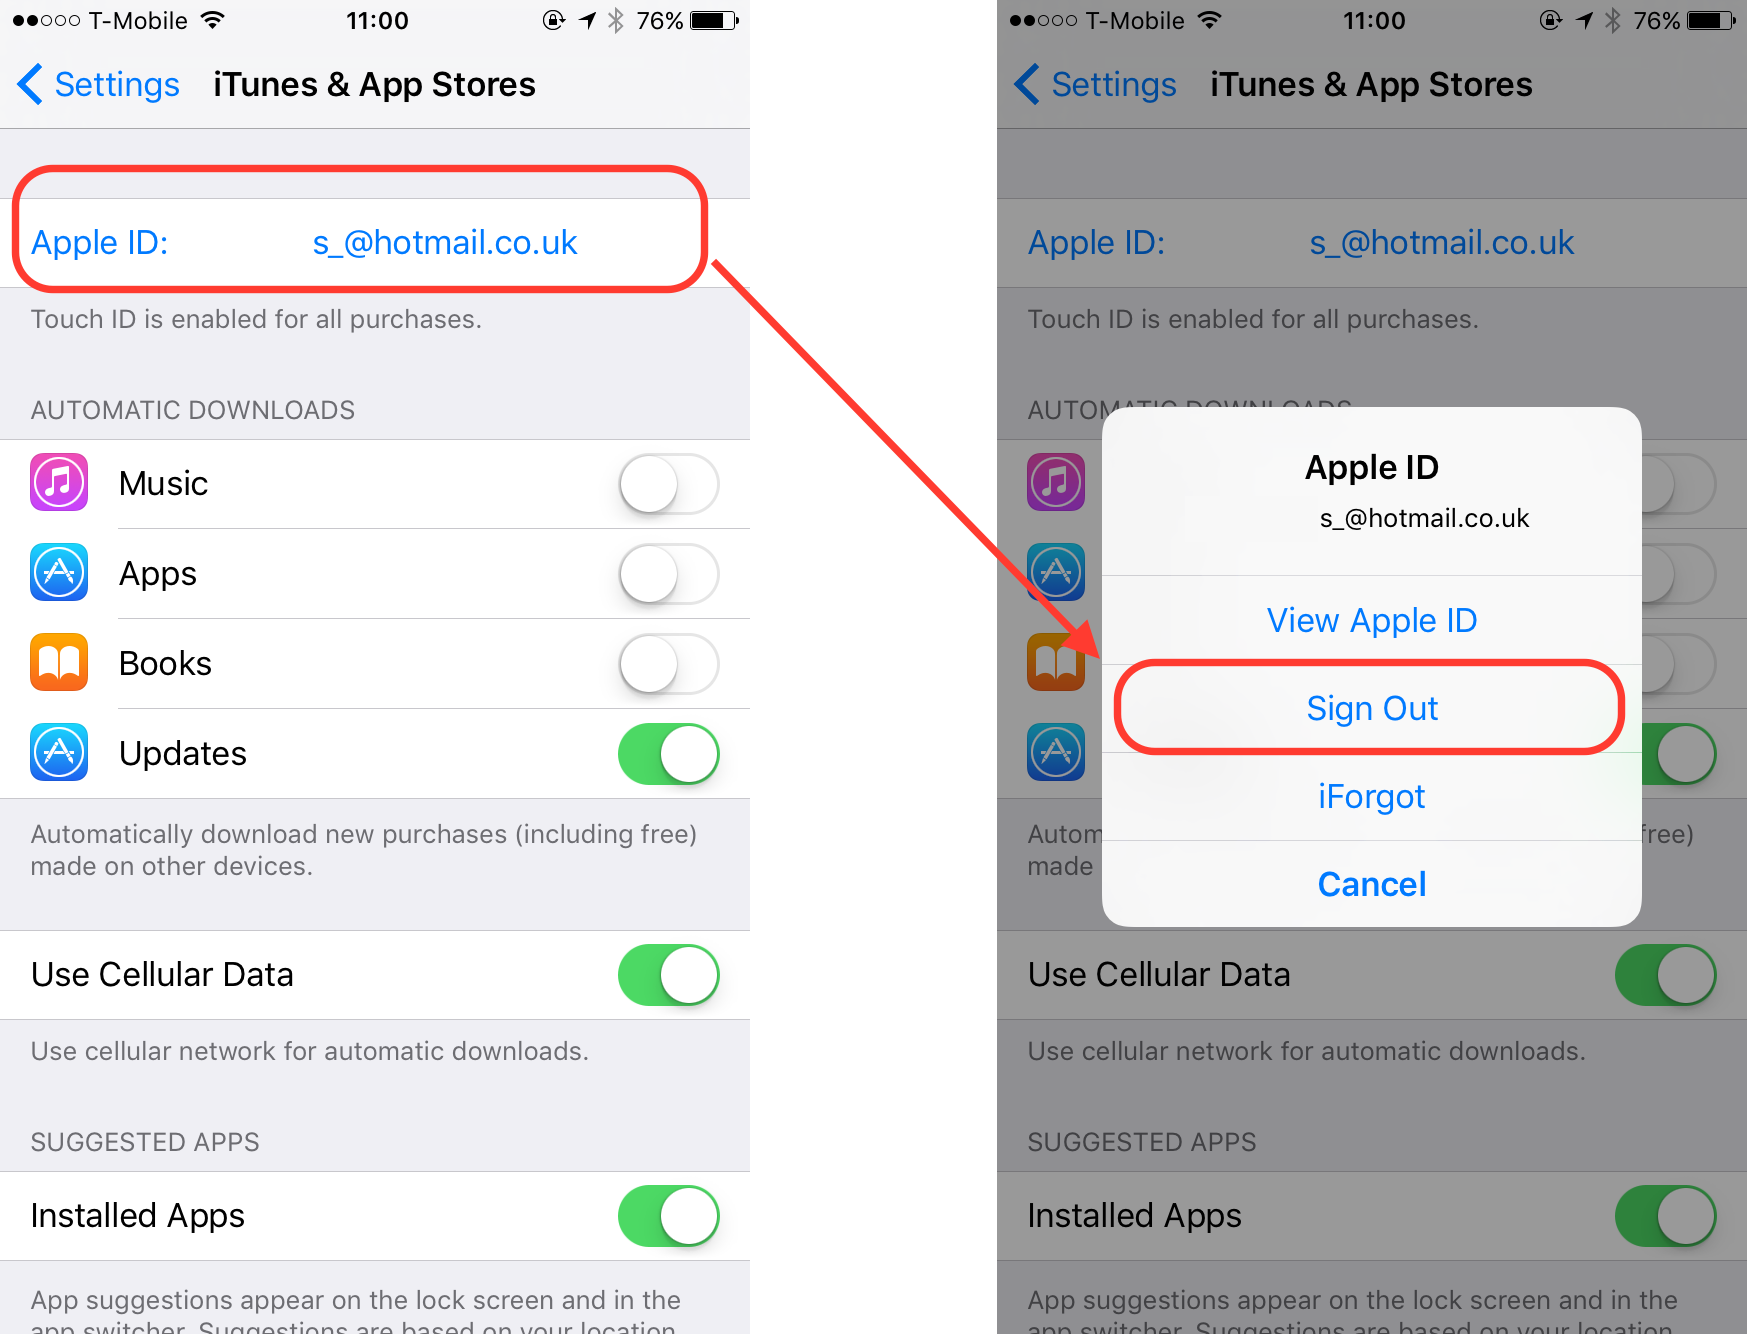 T-Mobile 11:00 76%
Settings iTunes & App Stores
Apple ID: s_@hotmail.co.uk
Touch ID is enabled for all purchases.
AUTOMATIC DOWNLOADS
Music
Apps
Books
Updates
Automatically download new purchases (including free)
made on other devices.
Use Cellular Data
Use cellular network for automatic downloads.
SUGGESTED APPS
Installed Apps
App suggestions appear on the lock screen and in the
app switcher. Suggestions are based on your location
T-Mobile 11:00 76%
Settings iTunes & App Stores
Apple ID: s_@hotmail.co.uk
Touch ID is enabled for all purchases.
AUTOMATIC DOWNLOADS
Apple ID
s_@hotmail.co.uk
View Apple ID
Sign Out
iForgot
Cancel
Autom free)
made
Use Cellular Data
Use cellular network for automatic downloads.
SUGGESTED APPS
Installed Apps
App suggestions appear on the lock screen and in the
app switcher. Suggestions are based on your location